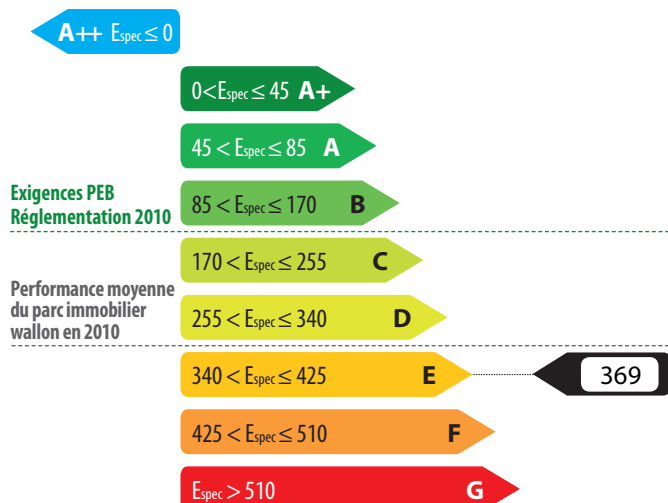 A++ Espec ≤ 0
0<Espec ≤ 45 A+
45 < Espec ≤ 85 A
Exigences PEB
Réglementation 2010
85 < Espec ≤ 170 B
170 < Espec ≤ 255 C
Performance moyenne
du parc immobilier
wallon en 2010
255 < Espec ≤ 340 D
340 < Espec ≤ 425 E
369
425 < Espec ≤ 510 F
Espec > 510 G